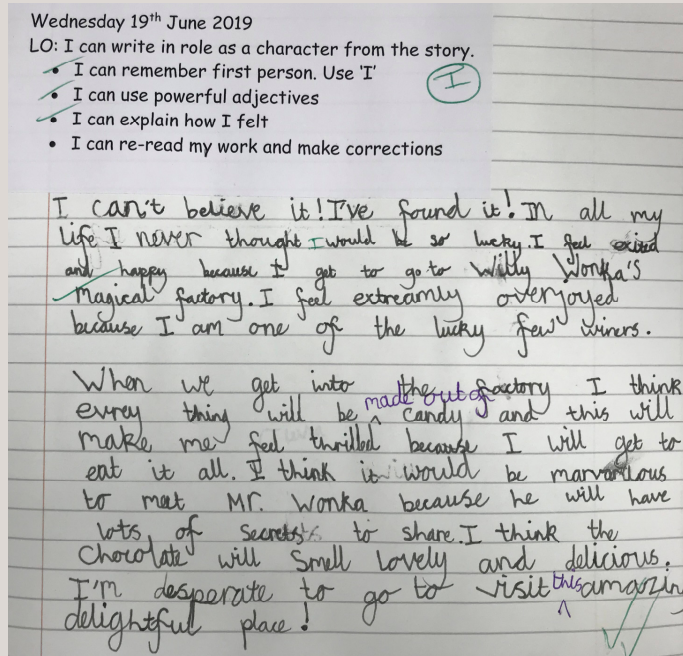 Wednesday 19th June 2019
LO: I can write in role as a character from the story.
• I can remember first person. Use 'I'
I
• I can use powerful adjectives
• I can explain how I felt
• I can re-read my work and make corrections
I can't believe it! I've found it! In all my
life I never thought I would be so lucky. I feel exited
and happy because I get to go to Willy Wonka's
Magical factory. I feel extreamly overjoyed
because I am one of the lucky few winers.
When we get into the factory I think
evrey thing will be made out of candy and this will
make me feel thrilled because I will get to
eat it all. I think it would be marvarlous
to meet Mr. Wonka because he will have
lots of secrets to share. I think the
Chocolate will smell lovely and delicious.
I'm desperate to go to visit this amazin
delightful place!